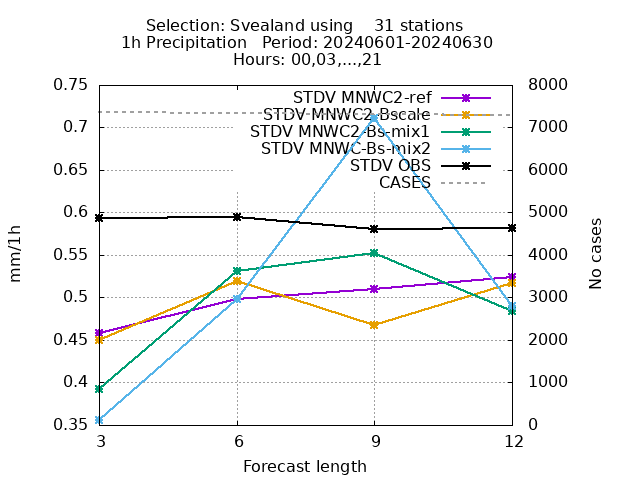 Selection: Svealand using    31 stations
1h Precipitation   Period: 20240601-20240630
Hours: 00,03,...,21
0.75
0.7
0.65
0.6
0.55
0.5
0.45
0.4
0.35
8000
7000
6000
5000
4000
3000
2000
1000
0
mm/1h
No cases
STDV MNWC2-ref
STDV MNWC2-Bscale
STDV MNWC2-Bs-mix1
STDV MNWC-Bs-mix2
STDV OBS
CASES
3
6
9
12
Forecast length